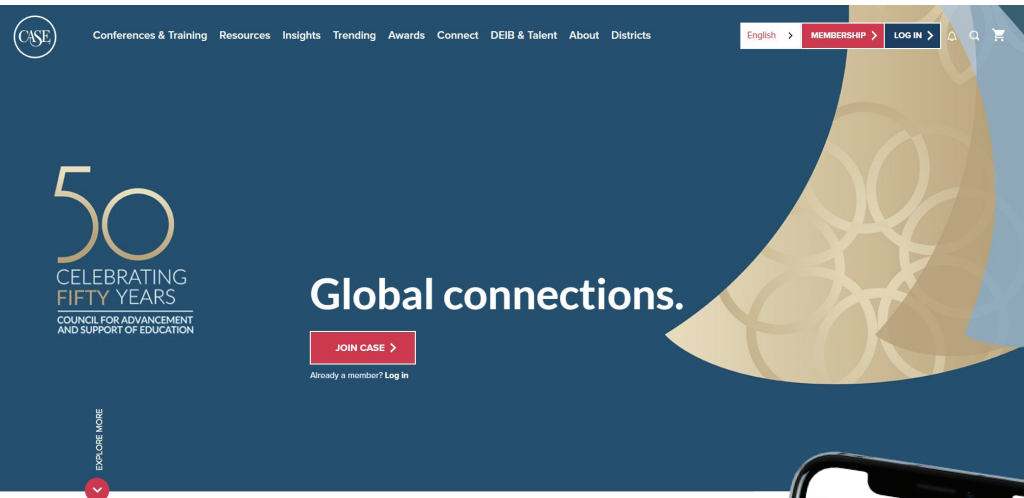 CASE
Conferences & Training Resources Insights Trending Awards Connect DEIB & Talent About Districts
English
MEMBERSHIP
LOG IN
50
CELEBRATING
FIFTY YEARS
COUNCIL FOR ADVANCEMENT
AND SUPPORT OF EDUCATION
Global connections.
JOIN CASE
Already a member? Log in
EXPLORE MORE